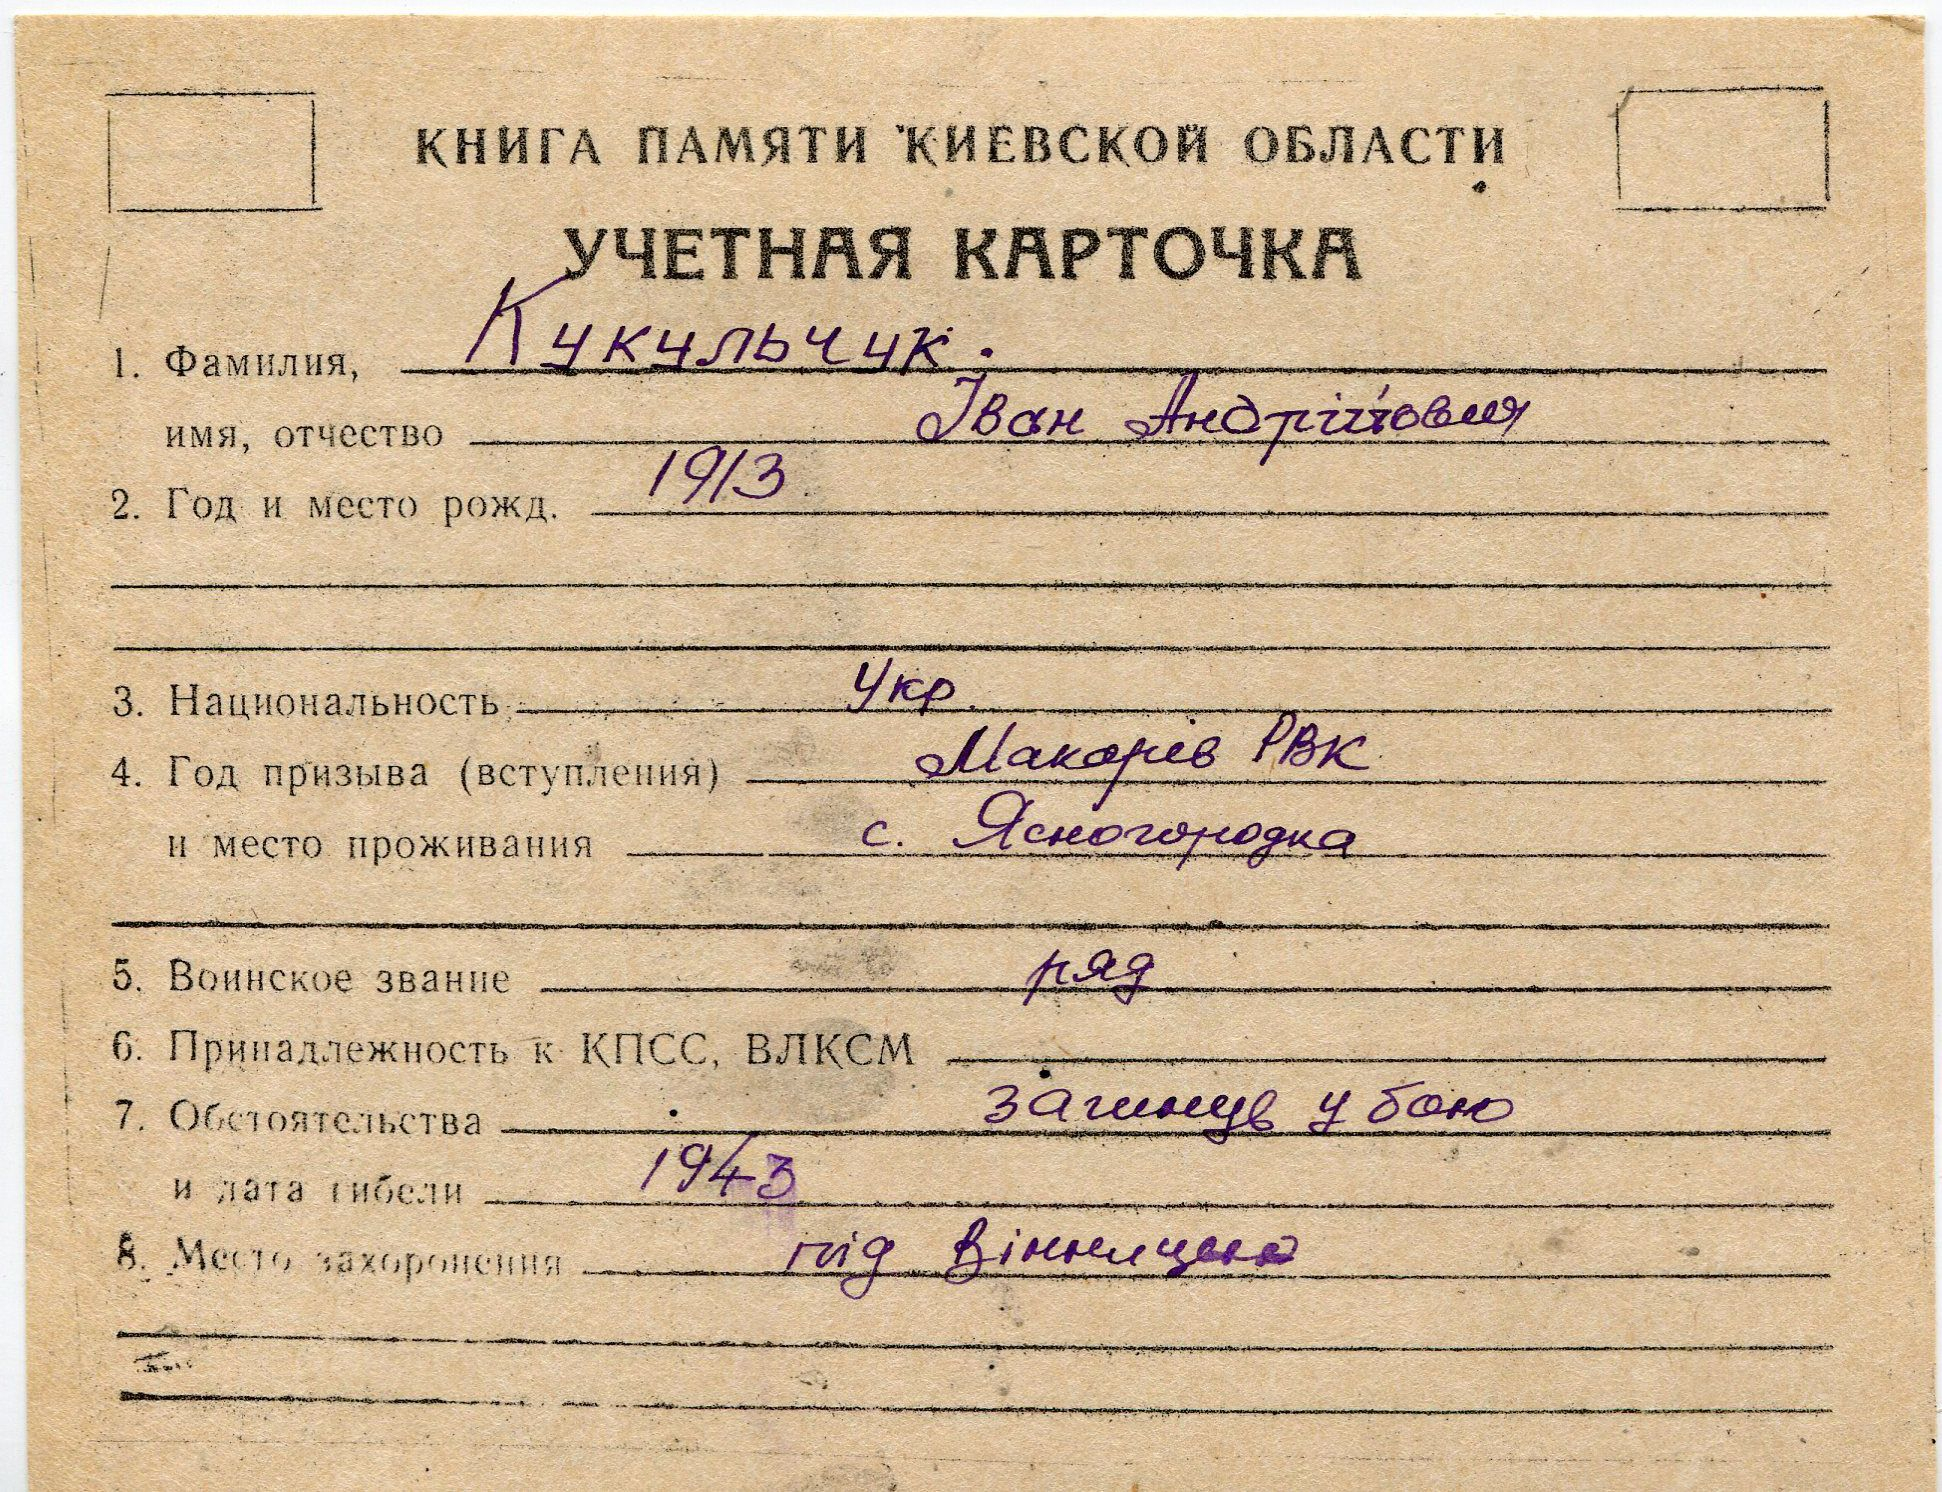 КНИГА ПАМЯТИ КИЕВСКОЙ ОБЛАСТИ
УЧЕТНАЯ КАРТОЧКА
1. Фамилия, Кукульчук.
имя, отчество Іван Андрійович
2. Год и место рожд. 1913
3. Национальность Укр.
4. Год призыва (вступления) Макарів РВК
и место проживания с. Ясногородка
5. Воинское звание ряд
6. Принадлежность к КПСС, ВЛКСМ
7. Обстоятельства загинув у бою
и дата гибели 1943
8. Место захоронения під Вінницею